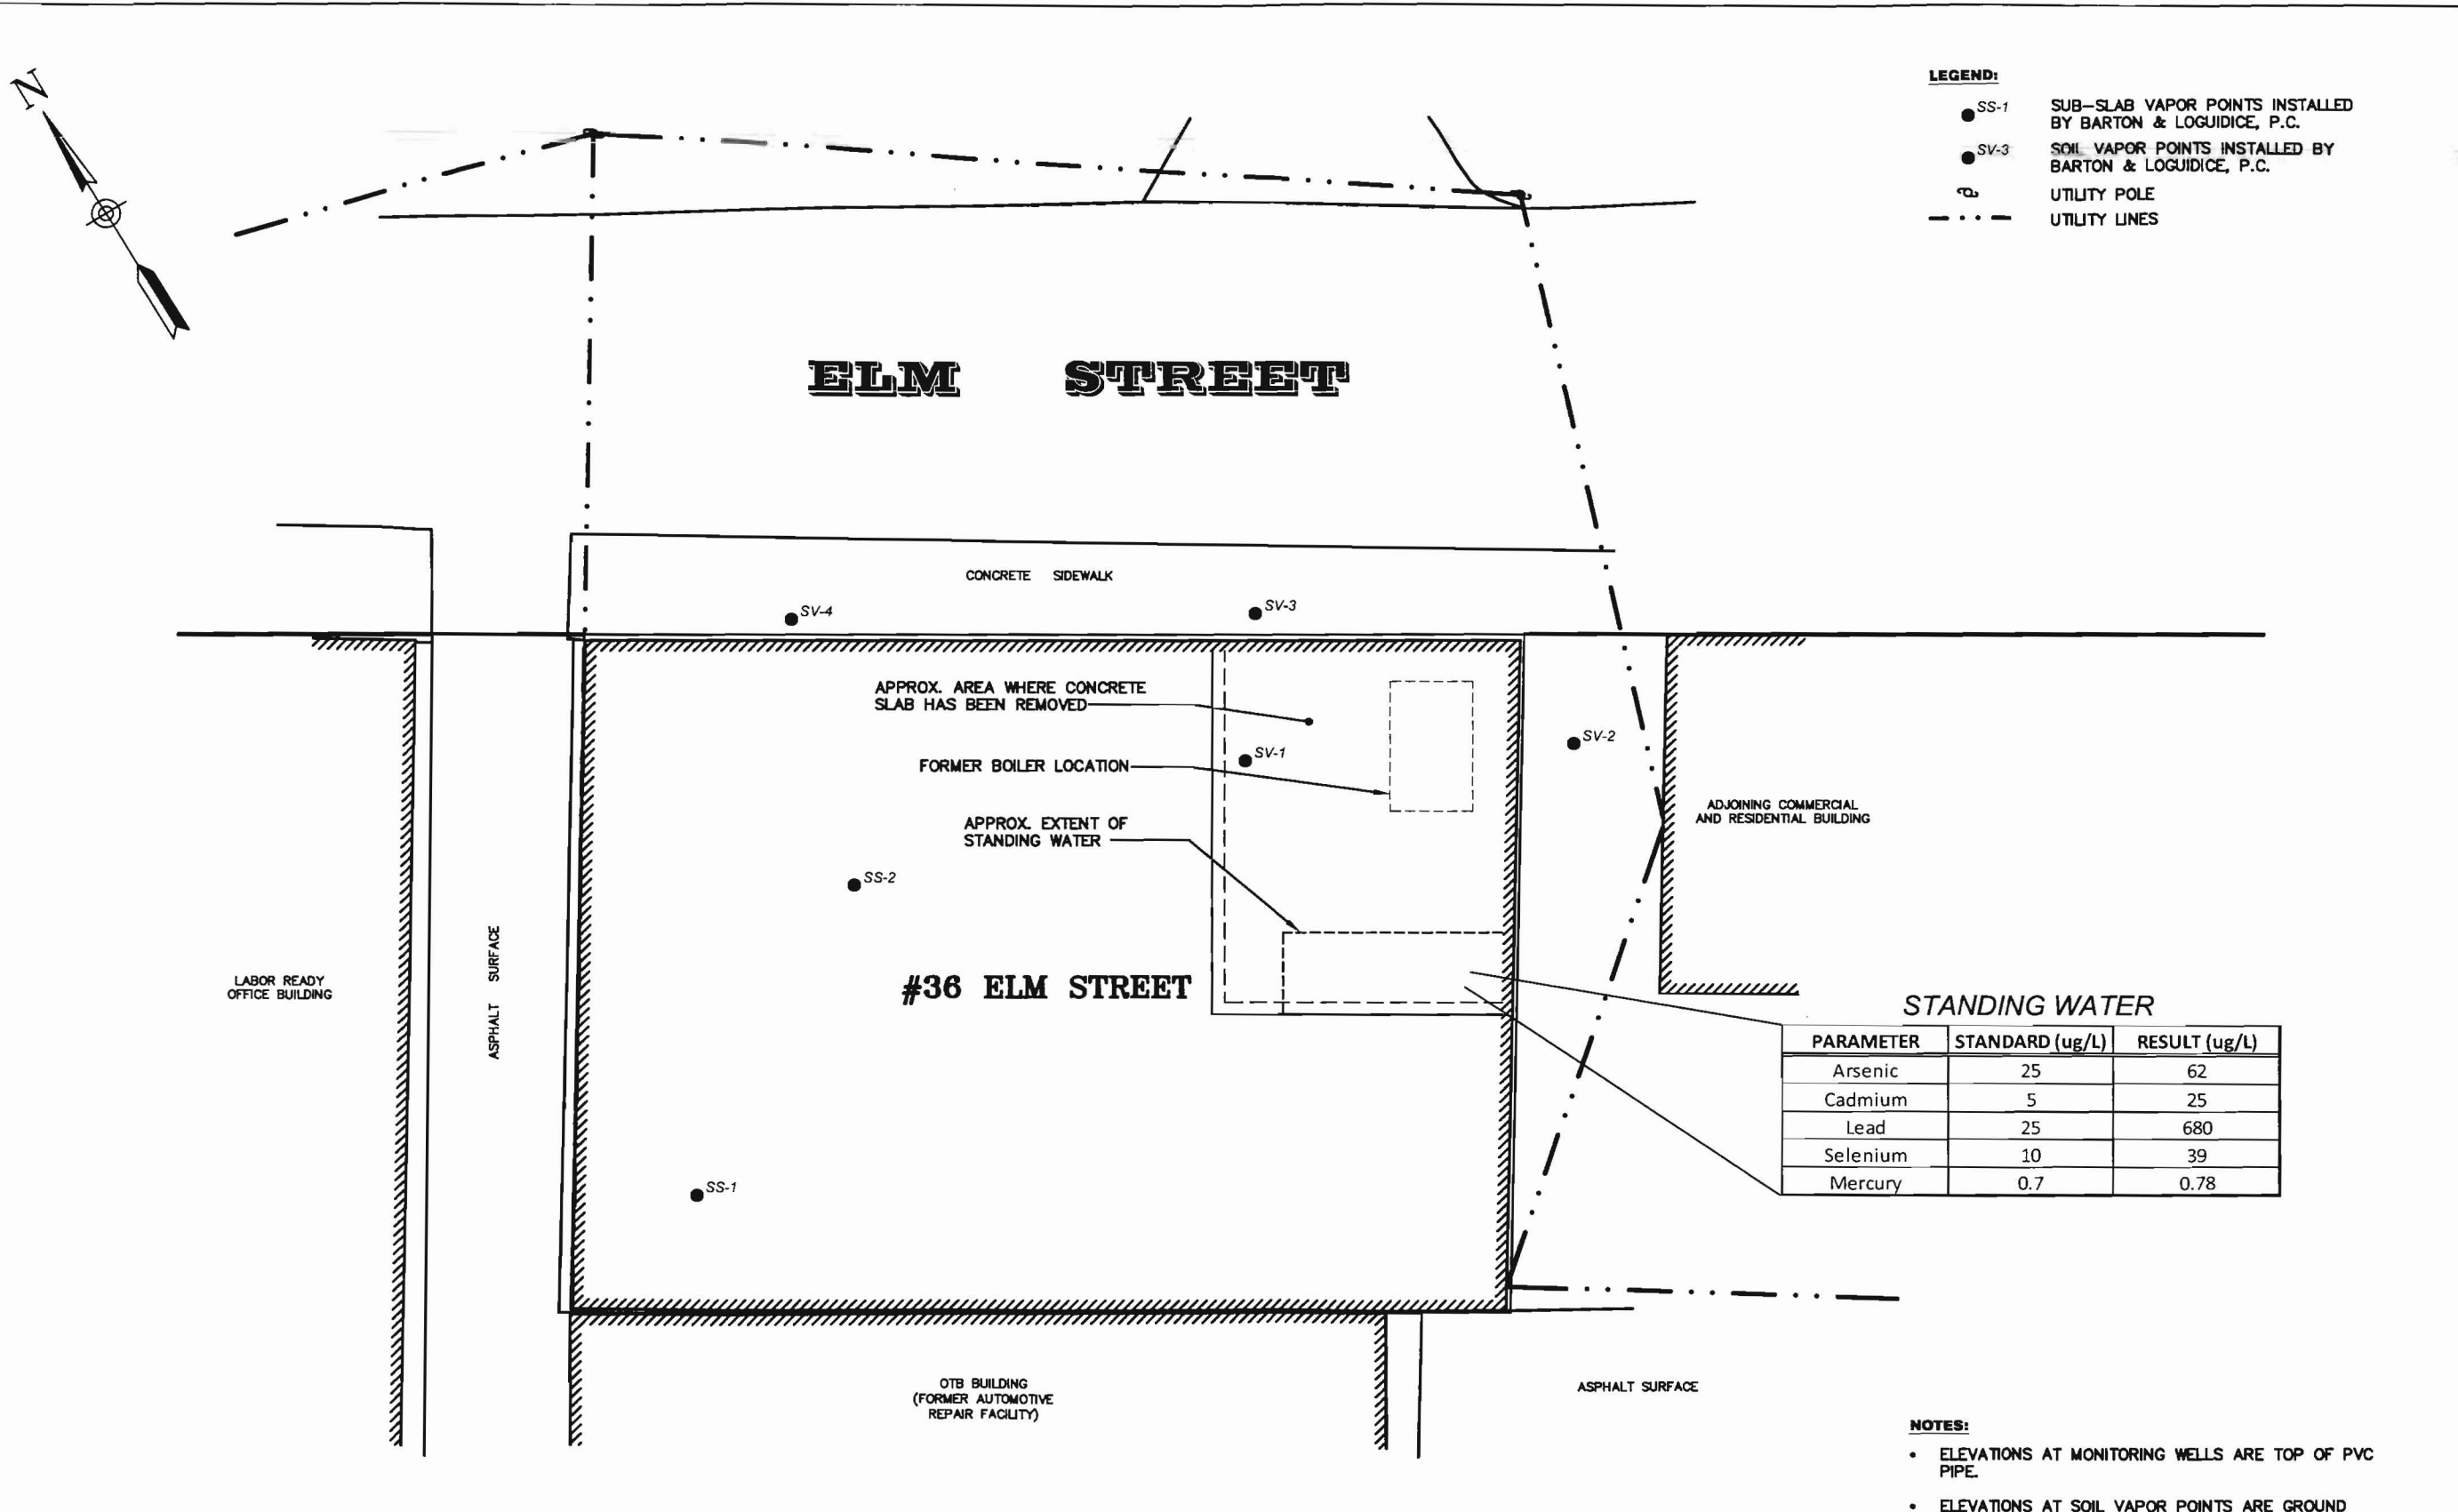 N
LEGEND:
SS-1 SUB-SLAB VAPOR POINTS INSTALLED
BY BARTON & LOGUIDICE, P.C.
SV-3 SOIL VAPOR POINTS INSTALLED BY
BARTON & LOGUIDICE, P.C.
UTILITY POLE
UTILITY LINES
ELM STREET
CONCRETE SIDEWALK
SV-4
SV-3
APPROX. AREA WHERE CONCRETE
SLAB HAS BEEN REMOVED
SV-2
SV-1
FORMER BOILER LOCATION
ADJOINING COMMERCIAL
AND RESIDENTIAL BUILDING
APPROX. EXTENT OF
STANDING WATER
SS-2
LABOR READY
OFFICE BUILDING
ASPHALT SURFACE
#36 ELM STREET
STANDING WATER
PARAMETER STANDARD (ug/L) RESULT (ug/L)
Arsenic 25 62
Cadmium 5 25
Lead 25 680
Selenium 10 39
Mercury 0.7 0.78
SS-1
OTB BUILDING
(FORMER AUTOMOTIVE
REPAIR FACILITY)
ASPHALT SURFACE
NOTES:
• ELEVATIONS AT MONITORING WELLS ARE TOP OF PVC
PIPE.
• ELEVATIONS AT SOIL VAPOR POINTS ARE GROUND